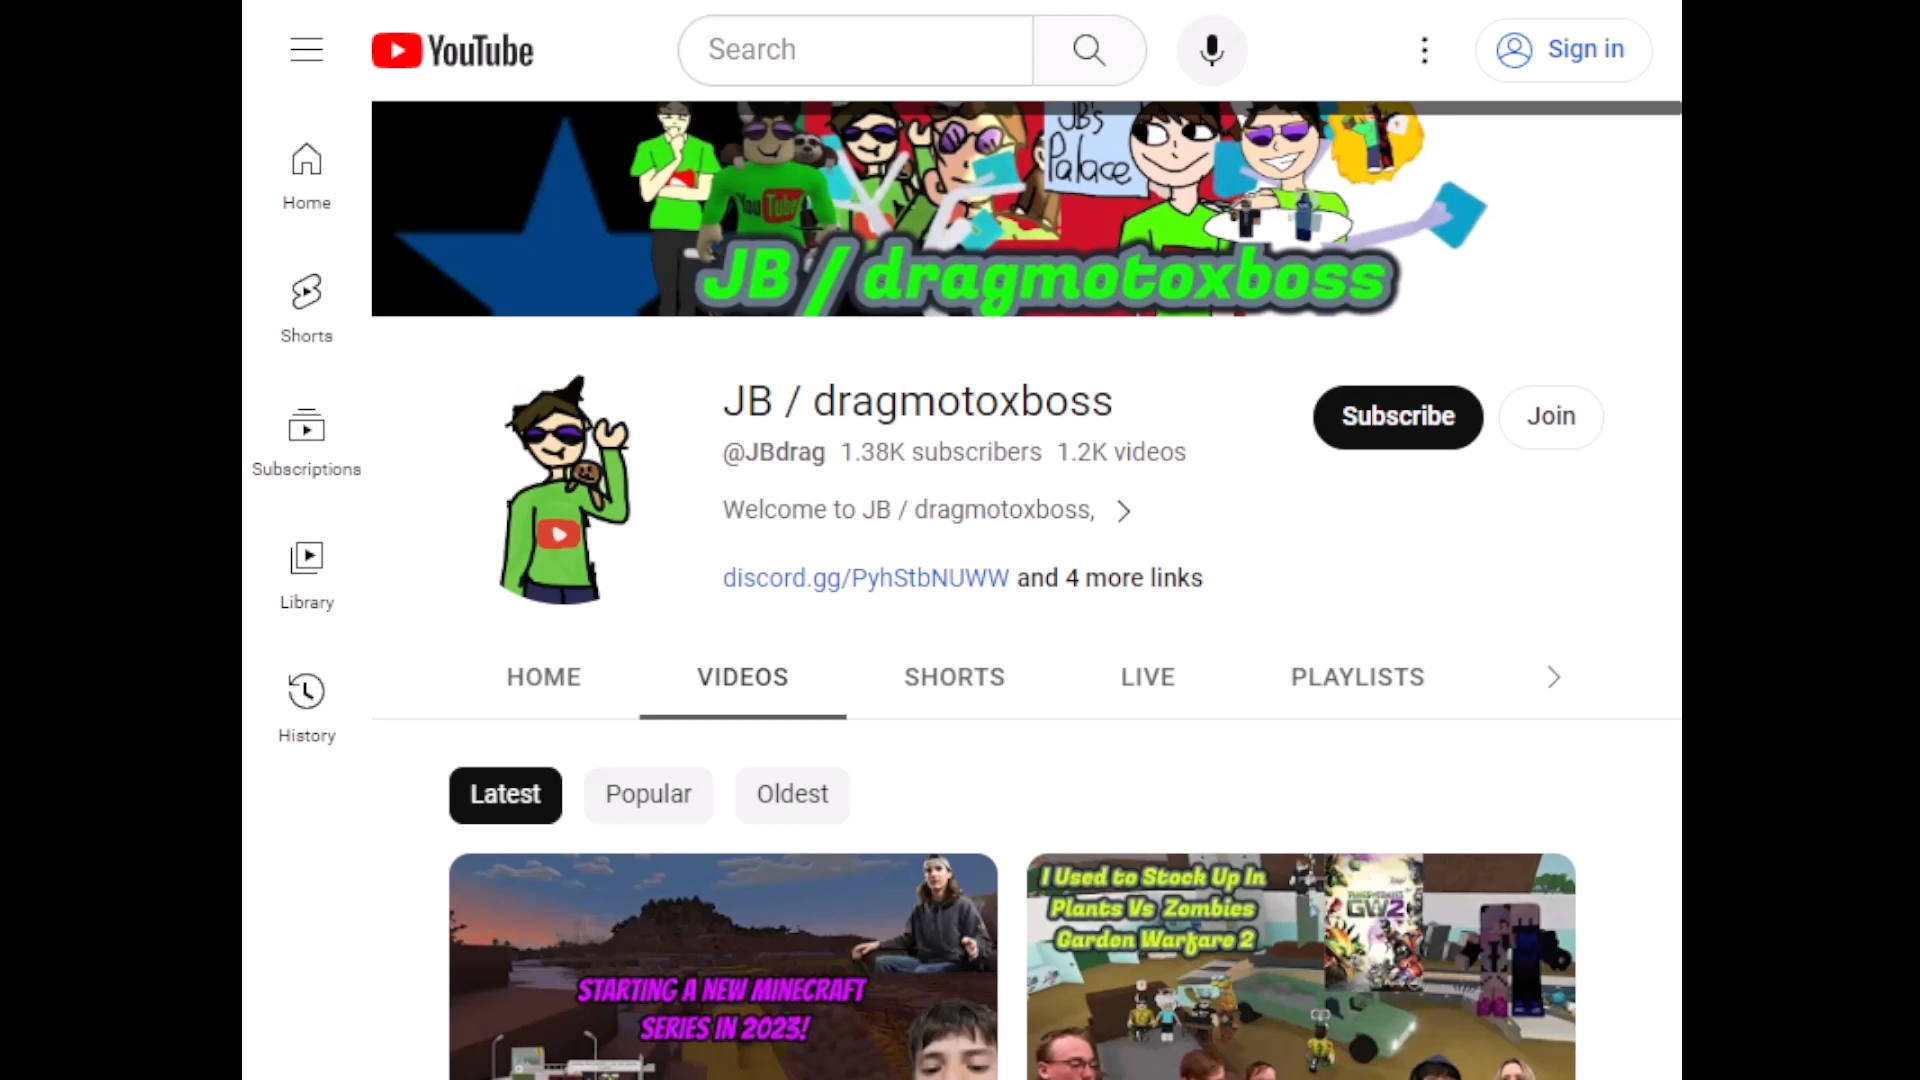 YouTube
Search
Sign in
Home
Shorts
Subscriptions
Library
History
JB's
Palace
You Tube
JB / dragmotoxboss
JB / dragmotoxboss
@JBdrag 1.38K subscribers 1.2K videos
Subscribe
Join
Welcome to JB / dragmotoxboss,
discord.gg/PyhStbNUWW and 4 more links
HOME
VIDEOS
SHORTS
LIVE
PLAYLISTS
Latest
Popular
Oldest
STARTING A NEW MINECRAFT
SERIES IN 2023!
I Used to Stock Up In
Plants Vs Zombies
Garden Warfare 2
GW2